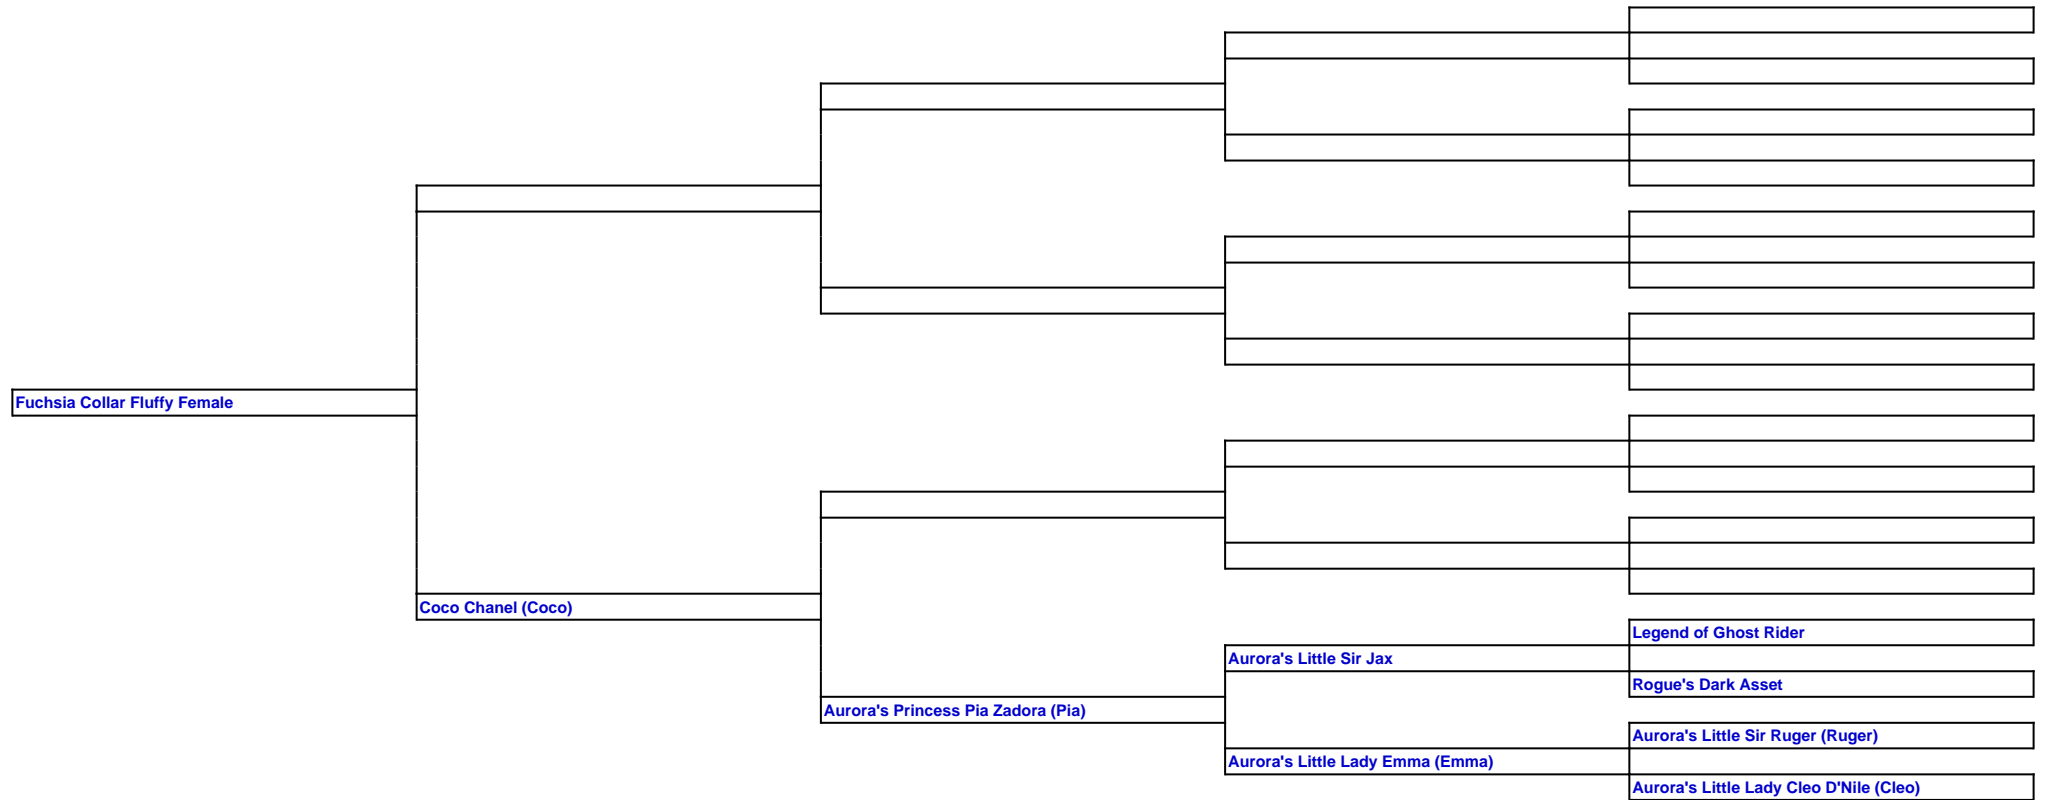 Fuchsia Collar Fluffy Female
Coco Chanel (Coco)
Legend of Ghost Rider
Aurora's Little Sir Jax
Rogue's Dark Asset
Aurora's Princess Pia Zadora (Pia)
Aurora's Little Sir Ruger (Ruger)
Aurora's Little Lady Emma (Emma)
Aurora's Little Lady Cleo D'Nile (Cleo)